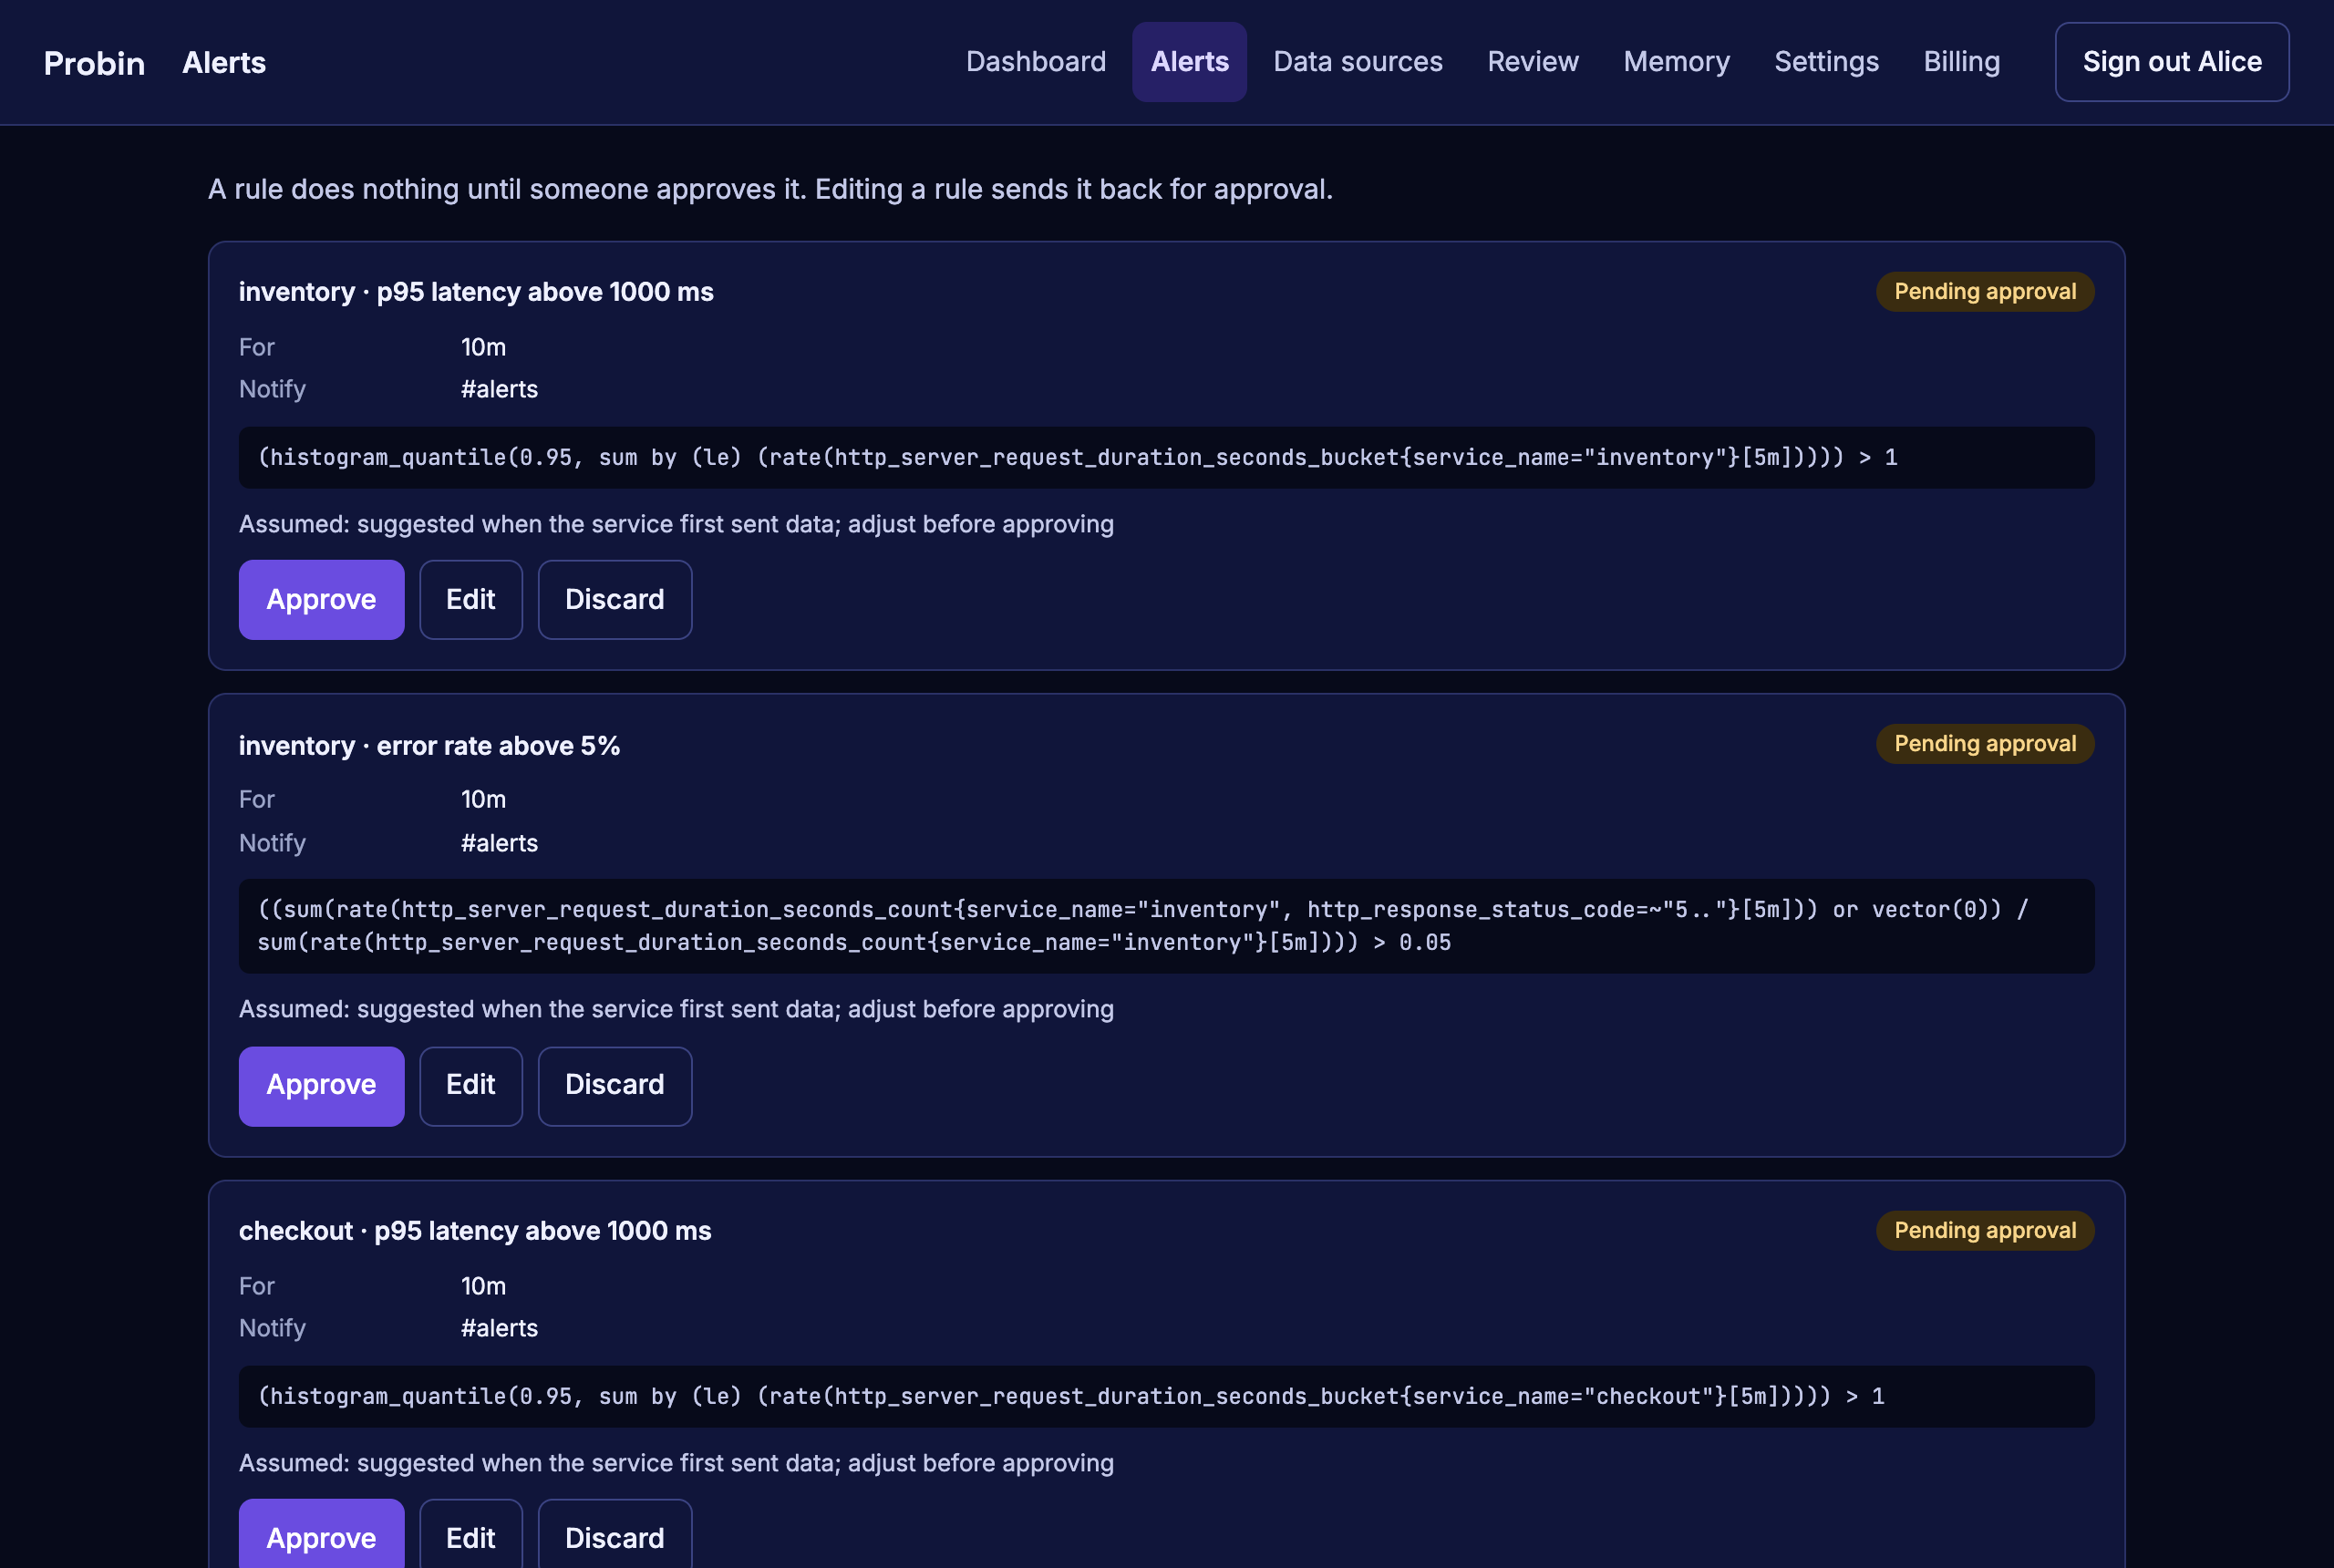 Probin
Alerts
Dashboard
Alerts
Data sources
Review
Memory
Settings
Billing
Sign out Alice
A rule does nothing until someone approves it. Editing a rule sends it back for approval.
inventory · p95 latency above 1000 ms
Pending approval
For 10m
Notify #alerts
(histogram_quantile(0.95, sum by (le) (rate(http_server_request_duration_seconds_bucket{service_name="inventory"}[5m])))) > 1
Assumed: suggested when the service first sent data; adjust before approving
Approve
Edit
Discard
inventory · error rate above 5%
Pending approval
For 10m
Notify #alerts
((sum(rate(http_server_request_duration_seconds_count{service_name="inventory", http_response_status_code=~"5.."}[5m])) or vector(0)) /
sum(rate(http_server_request_duration_seconds_count{service_name="inventory"}[5m]))) > 0.05
Assumed: suggested when the service first sent data; adjust before approving
Approve
Edit
Discard
checkout · p95 latency above 1000 ms
Pending approval
For 10m
Notify #alerts
(histogram_quantile(0.95, sum by (le) (rate(http_server_request_duration_seconds_bucket{service_name="checkout"}[5m])))) > 1
Assumed: suggested when the service first sent data; adjust before approving
Approve
Edit
Discard